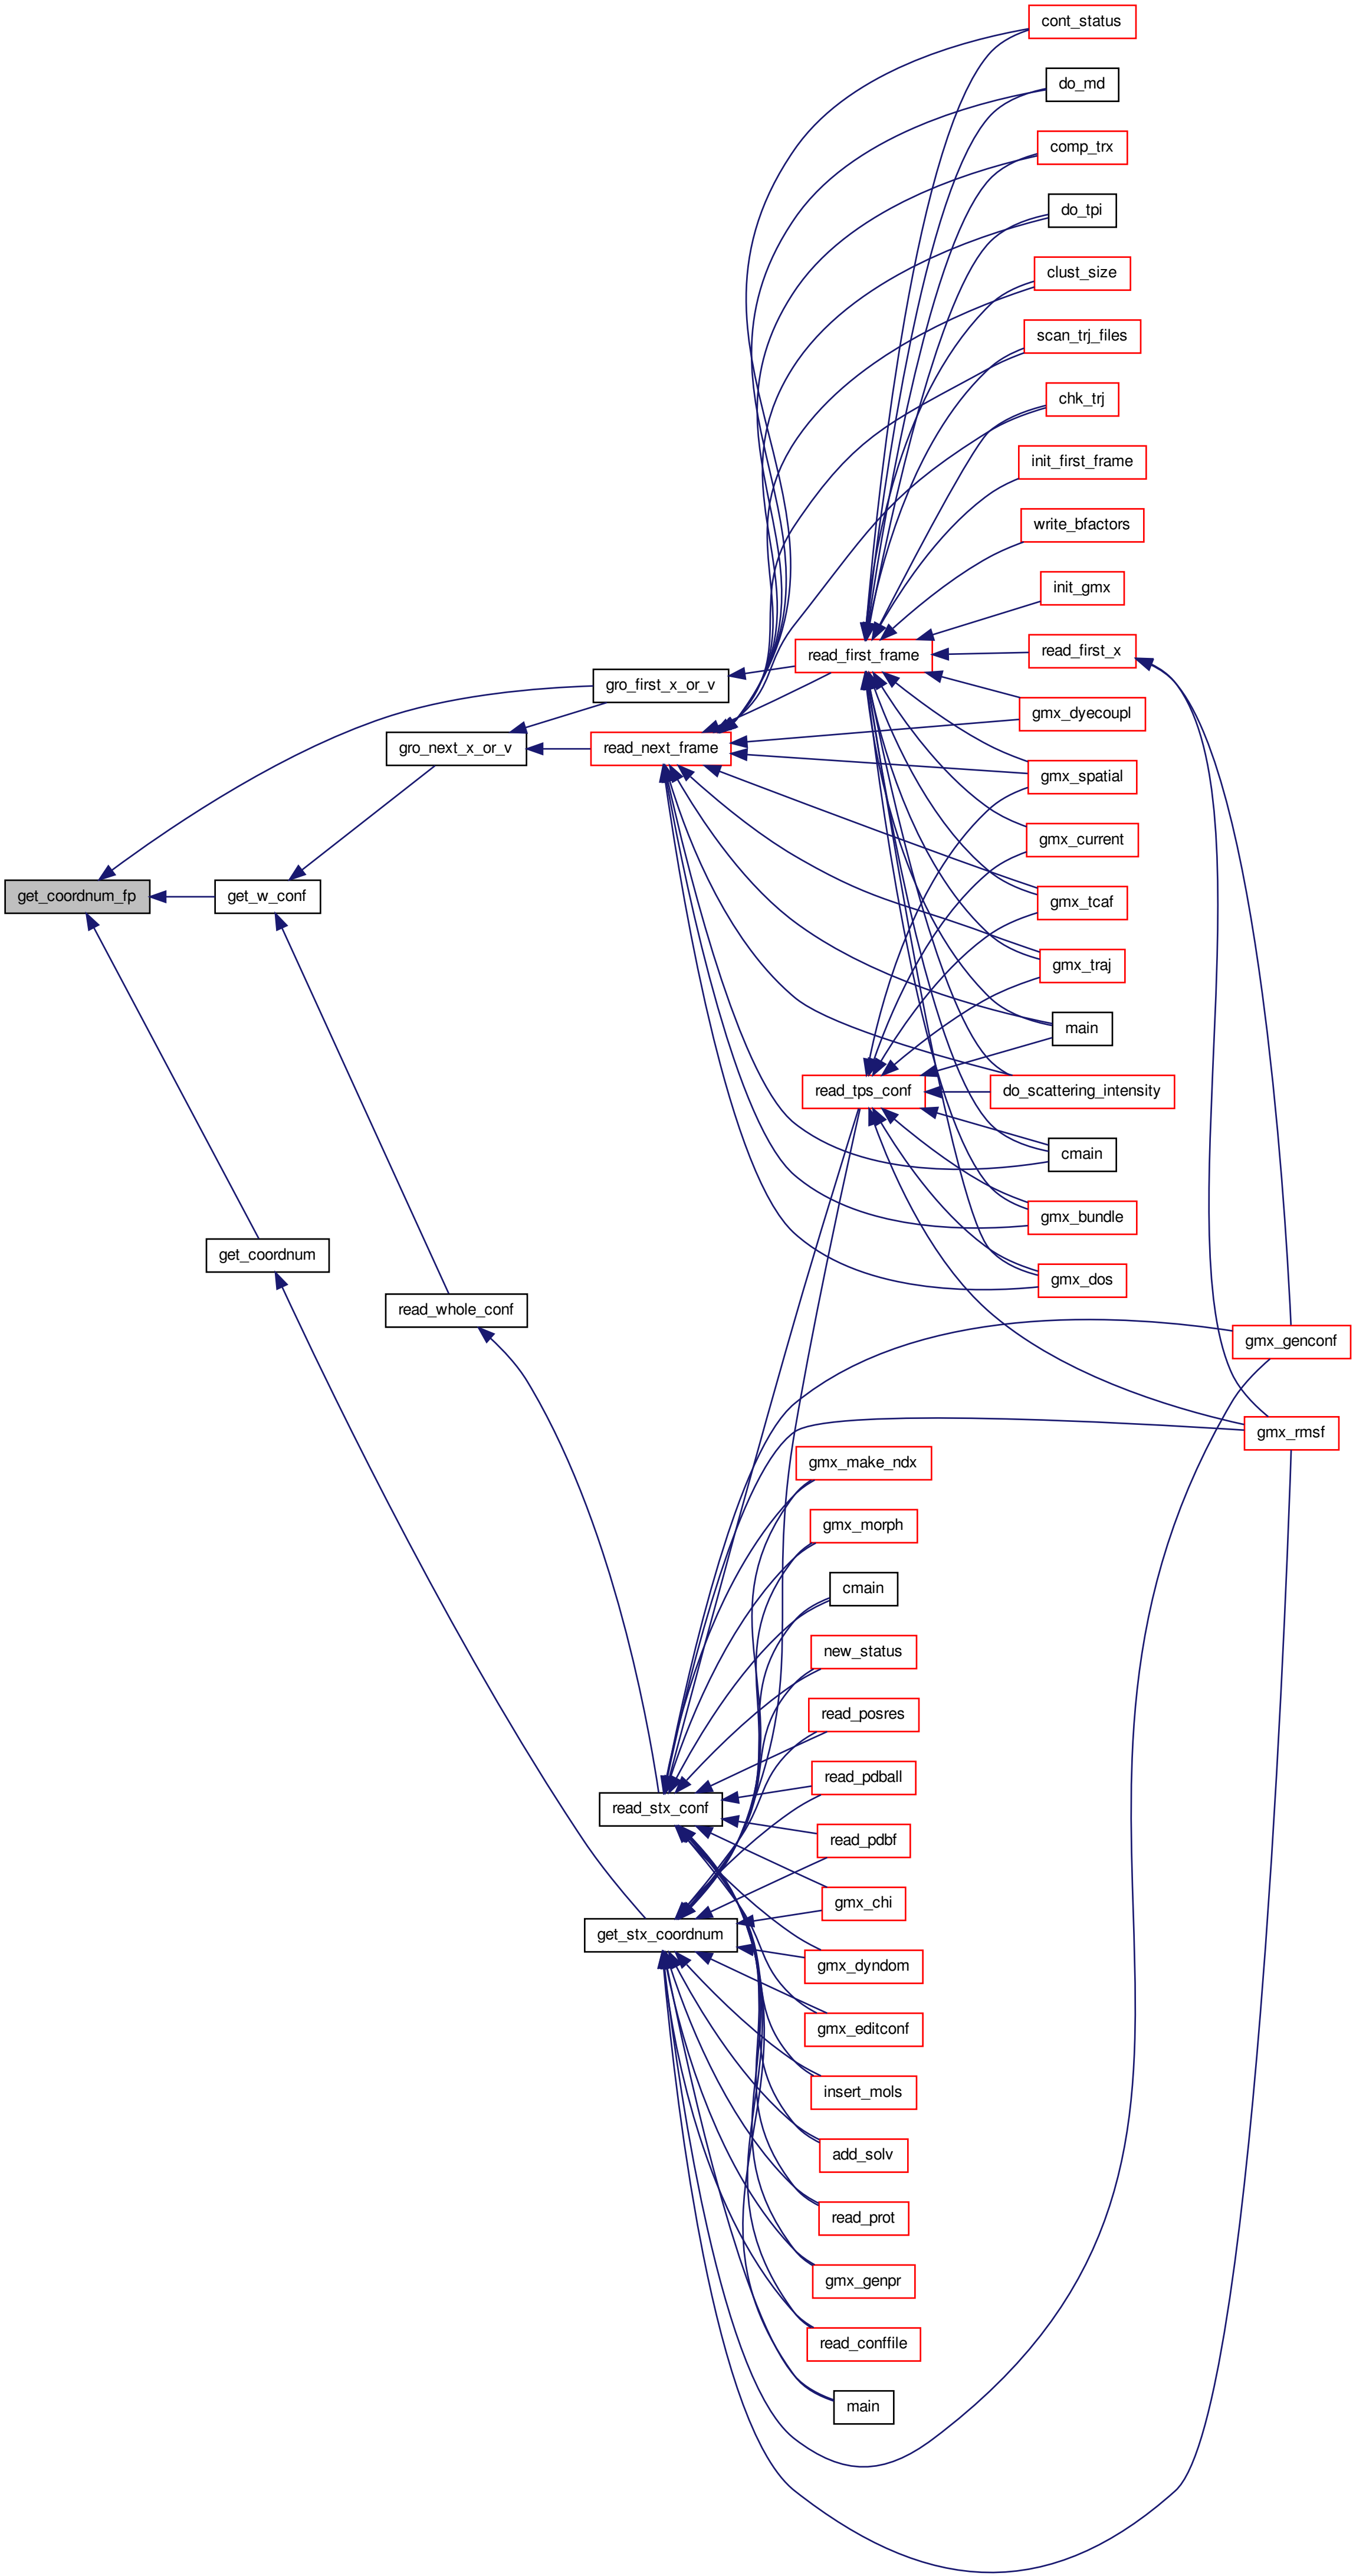 cont_status
do_md
comp_trx
do_tpi
clust_size
scan_trj_files
chk_trj
init_first_frame
write_bfactors
init_gmx
read_first_x
read_first_frame
gro_first_x_or_v
gmx_dyecoupl
gro_next_x_or_v
read_next_frame
gmx_spatial
gmx_current
get_coordnum_fp
get_w_conf
gmx_tcaf
gmx_traj
main
read_tps_conf
do_scattering_intensity
cmain
gmx_bundle
get_coordnum
gmx_dos
read_whole_conf
gmx_genconf
gmx_rmsf
gmx_make_ndx
gmx_morph
cmain
new_status
read_posres
read_pdball
read_stx_conf
read_pdbf
gmx_chi
get_stx_coordnum
gmx_dyndom
gmx_editconf
insert_mols
add_solv
read_prot
gmx_genpr
read_conffile
main